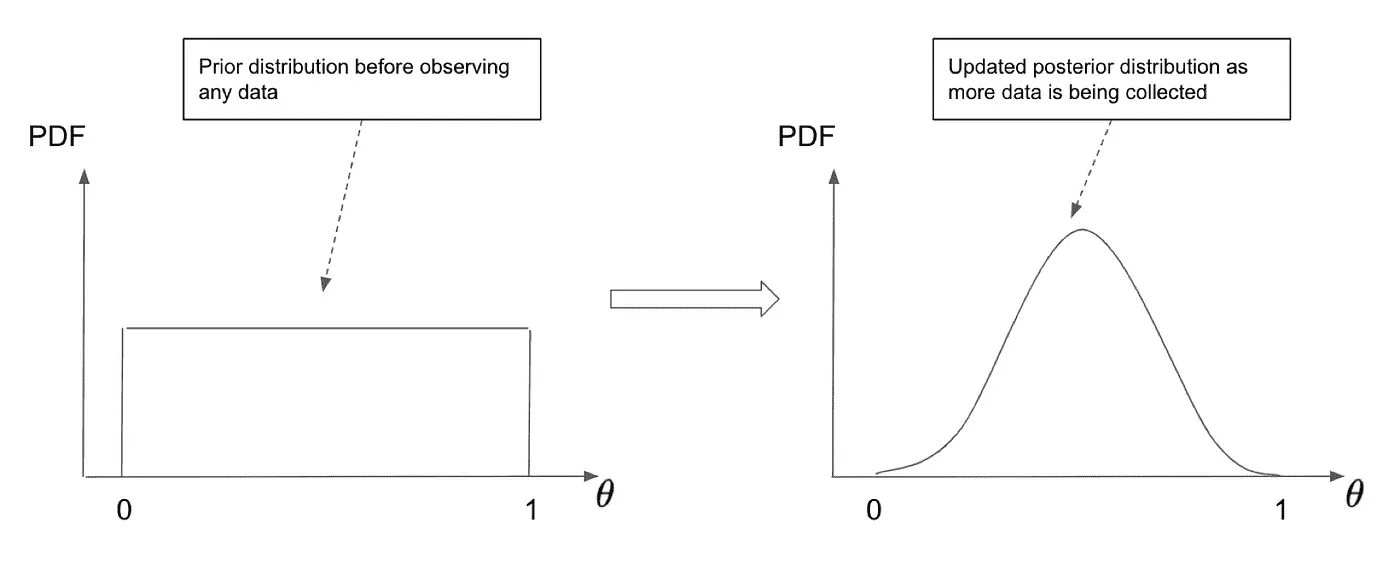 Prior distribution before observing
any data
PDF
0
1
θ
Updated posterior distribution as
more data is being collected
PDF
0
1
θ